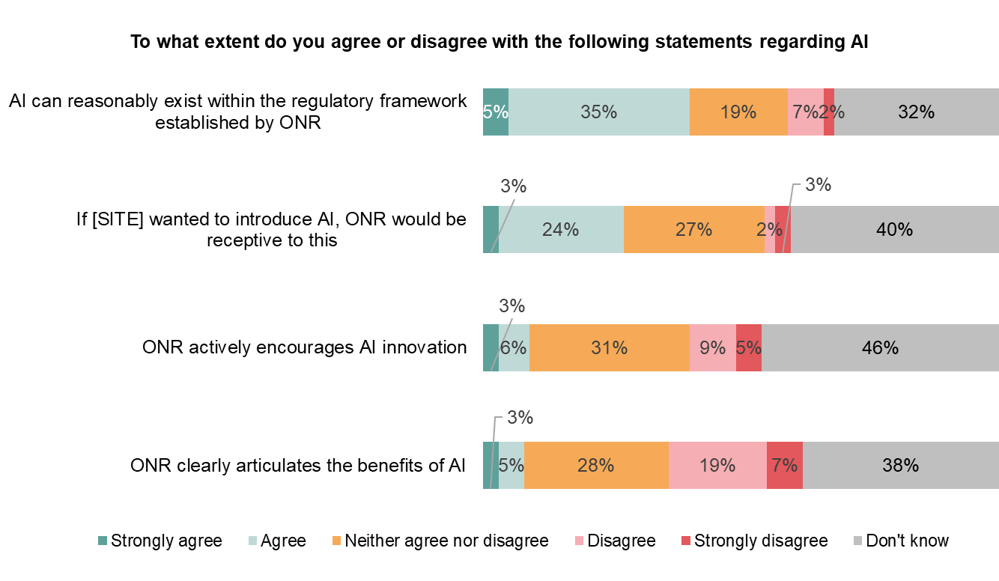 To what extent do you agree or disagree with the following statements regarding AI
AI can reasonably exist within the regulatory framework
established by ONR
5%
35%
19%
7%
2%
32%
If [SITE] wanted to introduce AI, ONR would be
receptive to this
3%
24%
27%
2%
3%
40%
ONR actively encourages AI innovation
3%
6%
31%
9%
5%
46%
ONR clearly articulates the benefits of AI
3%
5%
28%
19%
7%
38%
Strongly agree
Agree
Neither agree nor disagree
Disagree
Strongly disagree
Don't know